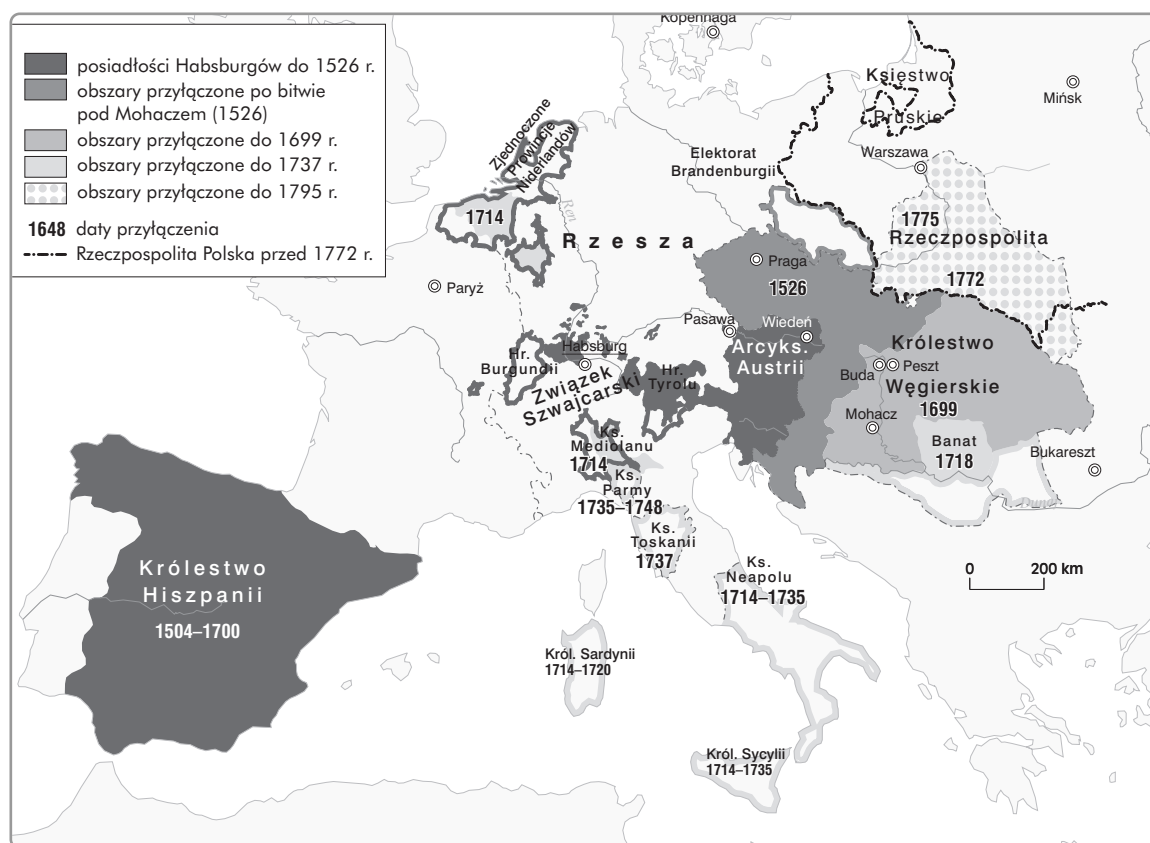 posiadłości Habsburgów do 1526 r.
obszary przyłączone po bitwie
pod Mohaczem (1526)
obszary przyłączone do 1699 r.
obszary przyłączone do 1737 r.
obszary przyłączone do 1795 r.
1648 daty przyłączenia
Rzeczpospolita Polska przed 1772 r.
Kopenhaga
Księstwo
Pruskie
Mińsk
Warszawa
Zjednoczone
Prowincje
Niderlandów
Elektorat
Brandenburgii
Ren
1714
Rzesza
1775
Rzeczpospolita
1772
Paryż
Praga
1526
Pasawa
Wiedeń
Arcyks.
Austrii
Habsburg
Hr.
Burgundii
Związek
Szwajcarski
Hr.
Tyrolu
Królestwo
Węgierskie
1699
Buda
Peszt
Mohacz
Banat
1718
Bukareszt
Dunaj
Ks.
Mediolanu
1714
Ks.
Parmy
1735–1748
Ks.
Toskanii
1737
Ks.
Neapolu
1714–1735
0 200 km
Królestwo
Hiszpanii
1504–1700
Król. Sardynii
1714–1720
Król. Sycylii
1714–1735